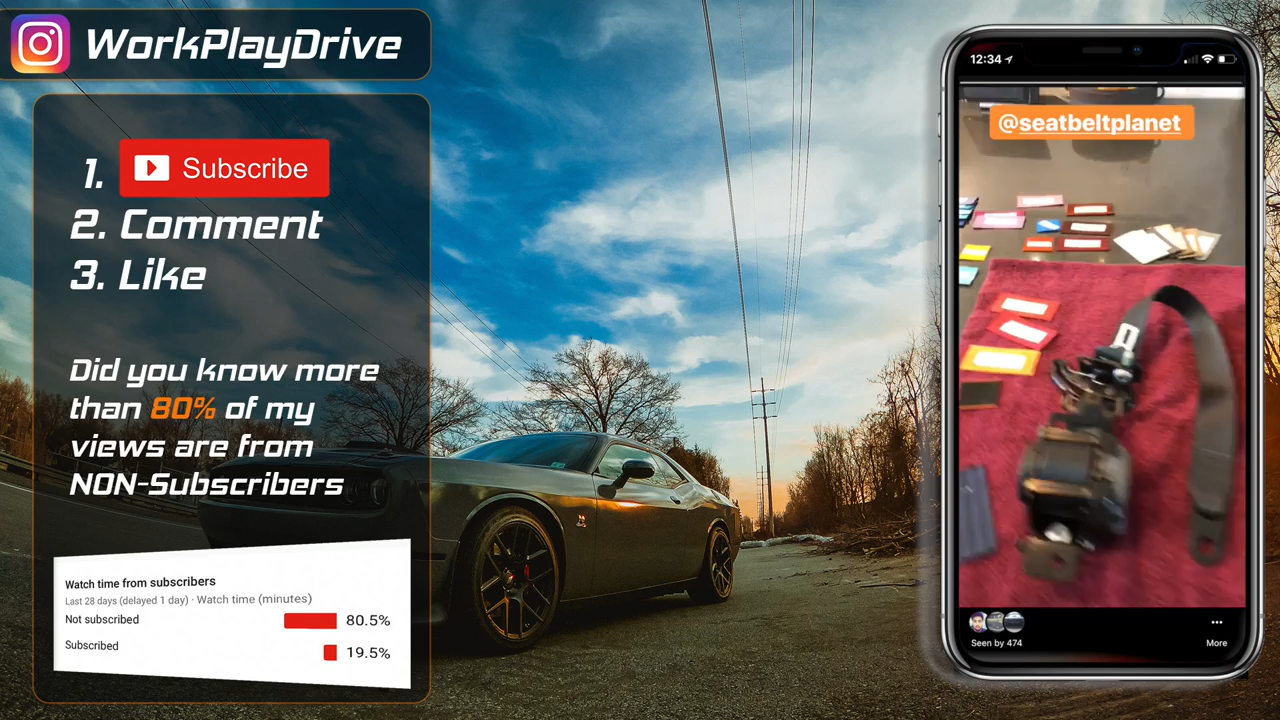 WorkPlayDrive
1. Subscribe
2. Comment
3. Like
Did you know more
than 80% of my
views are from
NON-Subscribers
Watch time from subscribers
Last 28 days (delayed 1 day) · Watch time (minutes)
Not subscribed 80.5%
Subscribed 19.5%
12:34
@seatbeltplanet
Seen by 474
More